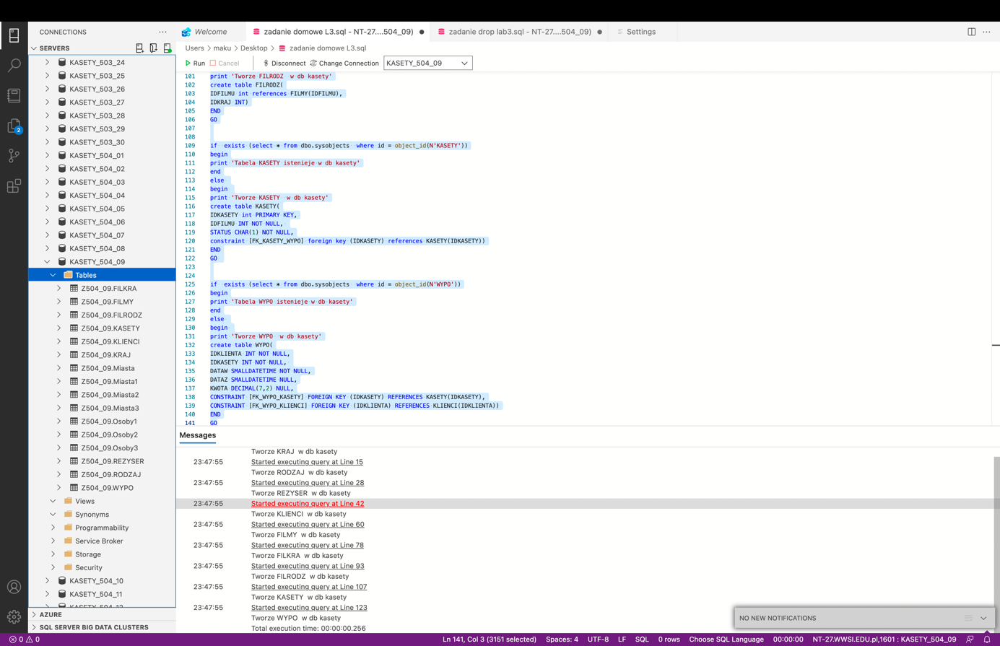 CONNECTIONS
Welcome
zadanie domowe L3.sql - NT-27....504_09)
zadanie drop lab3.sql - NT-27....504_09)
Settings
SERVERS
Users > maku > Desktop > zadanie domowe L3.sql
Run
Cancel
Disconnect
Change Connection
KASETY_504_09
KASETY_503_24
KASETY_503_25
KASETY_503_26
KASETY_503_27
KASETY_503_28
KASETY_503_29
KASETY_503_30
KASETY_504_01
KASETY_504_02
KASETY_504_03
KASETY_504_04
KASETY_504_05
KASETY_504_06
KASETY_504_07
KASETY_504_08
KASETY_504_09
Tables
Z504_09.FILKRA
Z504_09.FILMY
Z504_09.FILRODZ
Z504_09.KASETY
Z504_09.KLIENCI
Z504_09.KRAJ
Z504_09.Miasta
Z504_09.Miasta1
Z504_09.Miasta2
Z504_09.Miasta3
Z504_09.Osoby1
Z504_09.Osoby2
Z504_09.Osoby3
Z504_09.REZYSER
Z504_09.RODZAJ
Z504_09.WYPO
Views
Synonyms
Programmability
Service Broker
Storage
Security
KASETY_504_10
KASETY_504_11
KASETY_504_12
AZURE
SQL SERVER BIG DATA CLUSTERS
2
101 print 'Tworze FILRODZ  w db kasety'
102 create table FILRODZ(
103 IDFILMU int references FILMY(IDFILMU),
104 IDKRAJ INT)
105 END
106 GO
107
108
109 if  exists (select * from dbo.sysobjects  where id = object_id(N'KASETY'))
110 begin
111 print 'Tabela KASETY istenieje w db kasety'
112 end
113 else
114 begin
115 print 'Tworze KASETY  w db kasety'
116 create table KASETY(
117 IDKASETY int PRIMARY KEY,
118 IDFILMU INT NOT NULL,
119 STATUS CHAR(1) NOT NULL,
120 constraint [FK_KASETY_WYPO] foreign key (IDKASETY) references KASETY(IDKASETY))
121 END
122 GO
123
124
125 if  exists (select * from dbo.sysobjects  where id = object_id(N'WYPO'))
126 begin
127 print 'Tabela WYPO istenieje w db kasety'
128 end
129 else
130 begin
131 print 'Tworze WYPO  w db kasety'
132 create table WYPO(
133 IDKLIENTA INT NOT NULL,
134 IDKASETY INT NOT NULL,
135 DATAW SMALLDATETIME NOT NULL,
136 DATAZ SMALLDATETIME NULL,
137 KWOTA DECIMAL(7,2) NULL,
138 CONSTRAINT [FK_WYPO_KASETY] FOREIGN KEY (IDKASETY) REFERENCES KASETY(IDKASETY),
139 CONSTRAINT [FK_WYPO_KLIENCI] FOREIGN KEY (IDKLIENTA) REFERENCES KLIENCI(IDKLIENTA))
140 END
141 GO
Messages
Tworze KRAJ  w db kasety
23:47:55 Started executing query at Line 15
Tworze RODZAJ  w db kasety
23:47:55 Started executing query at Line 28
Tworze REZYSER  w db kasety
23:47:55 Started executing query at Line 42
Tworze KLIENCI  w db kasety
23:47:55 Started executing query at Line 60
Tworze FILMY  w db kasety
23:47:55 Started executing query at Line 78
Tworze FILKRA  w db kasety
23:47:55 Started executing query at Line 93
Tworze FILRODZ  w db kasety
23:47:55 Started executing query at Line 107
Tworze KASETY  w db kasety
23:47:55 Started executing query at Line 123
Tworze WYPO  w db kasety
Total execution time: 00:00:00.256
NO NEW NOTIFICATIONS
0 0 Ln 141, Col 3 (3151 selected) Spaces: 4 UTF-8 LF SQL 0 rows Choose SQL Language 00:00:00 NT-27.WWSI.EDU.pl,1601 : KASETY_504_09